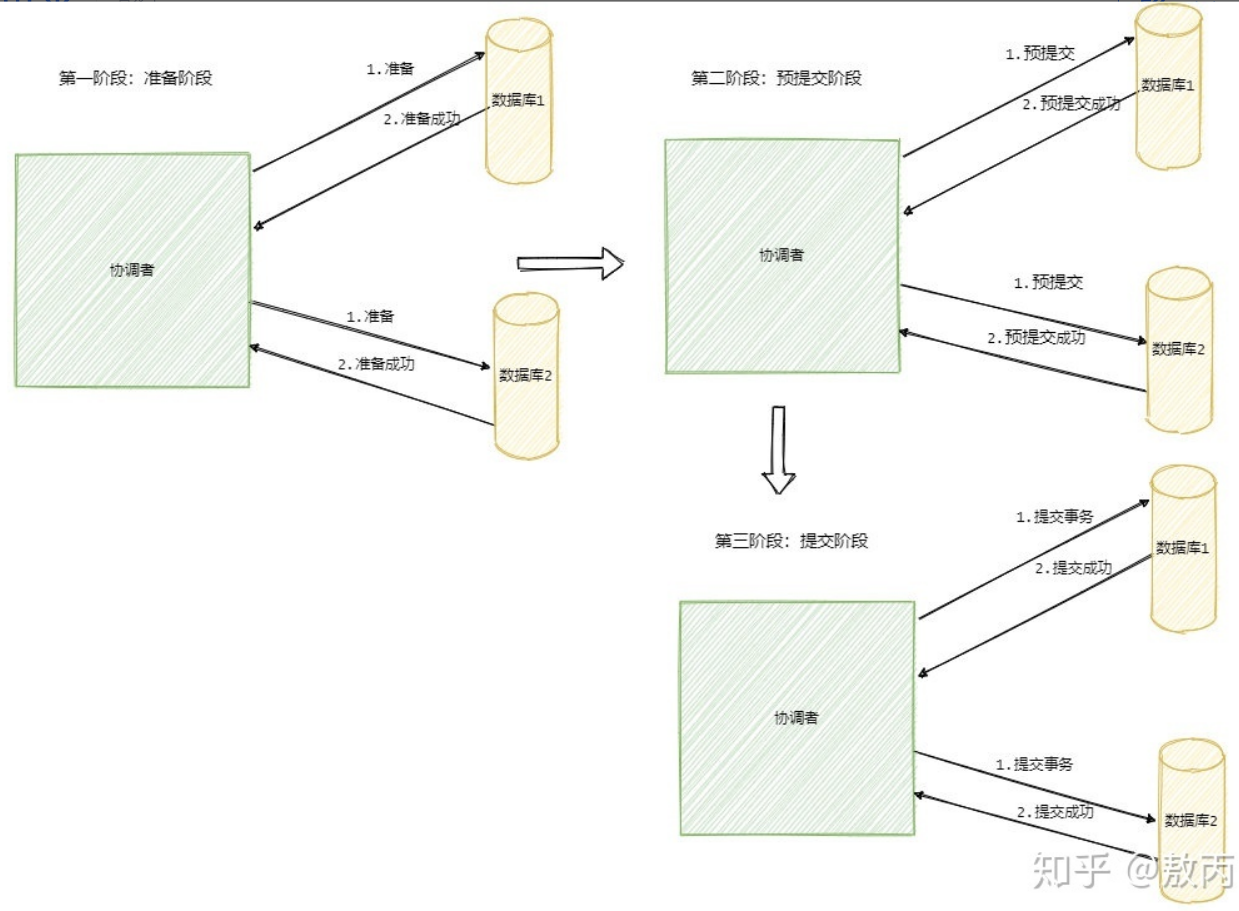 第一阶段：准备阶段
1.准备
2.准备成功
数据库1
协调者
1.准备
2.准备成功
数据库2
第二阶段：预提交阶段
1.预提交
2.预提交成功
数据库1
协调者
1.预提交
2.预提交成功
数据库2
第三阶段：提交阶段
1.提交事务
2.提交成功
数据库1
协调者
1.提交事务
2.提交成功
数据库2
知乎 @敖丙